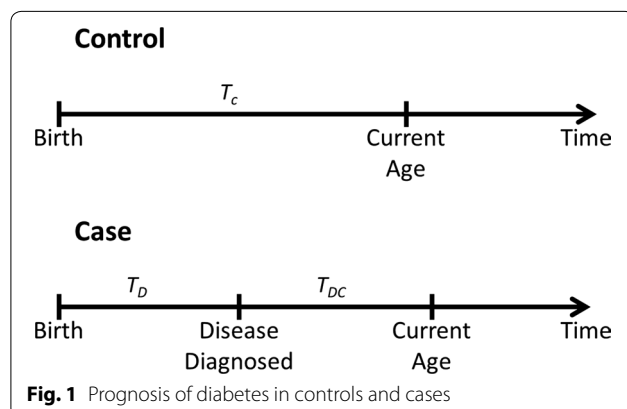 Control
T_c
Birth Current Time
Age
Case
T_D T_DC
Birth Disease Current Time
Diagnosed Age
Fig. 1 Prognosis of diabetes in controls and cases